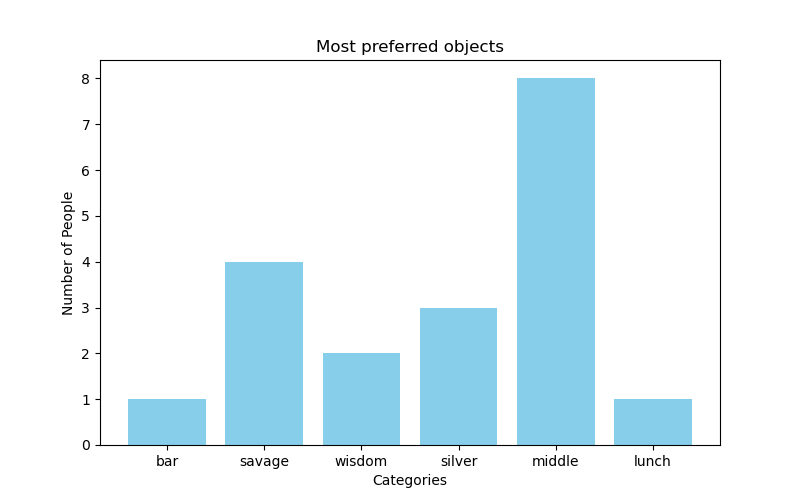 Most preferred objects
Number of People
8
7
6
5
4
3
2
1
0
bar savage wisdom silver middle lunch
Categories